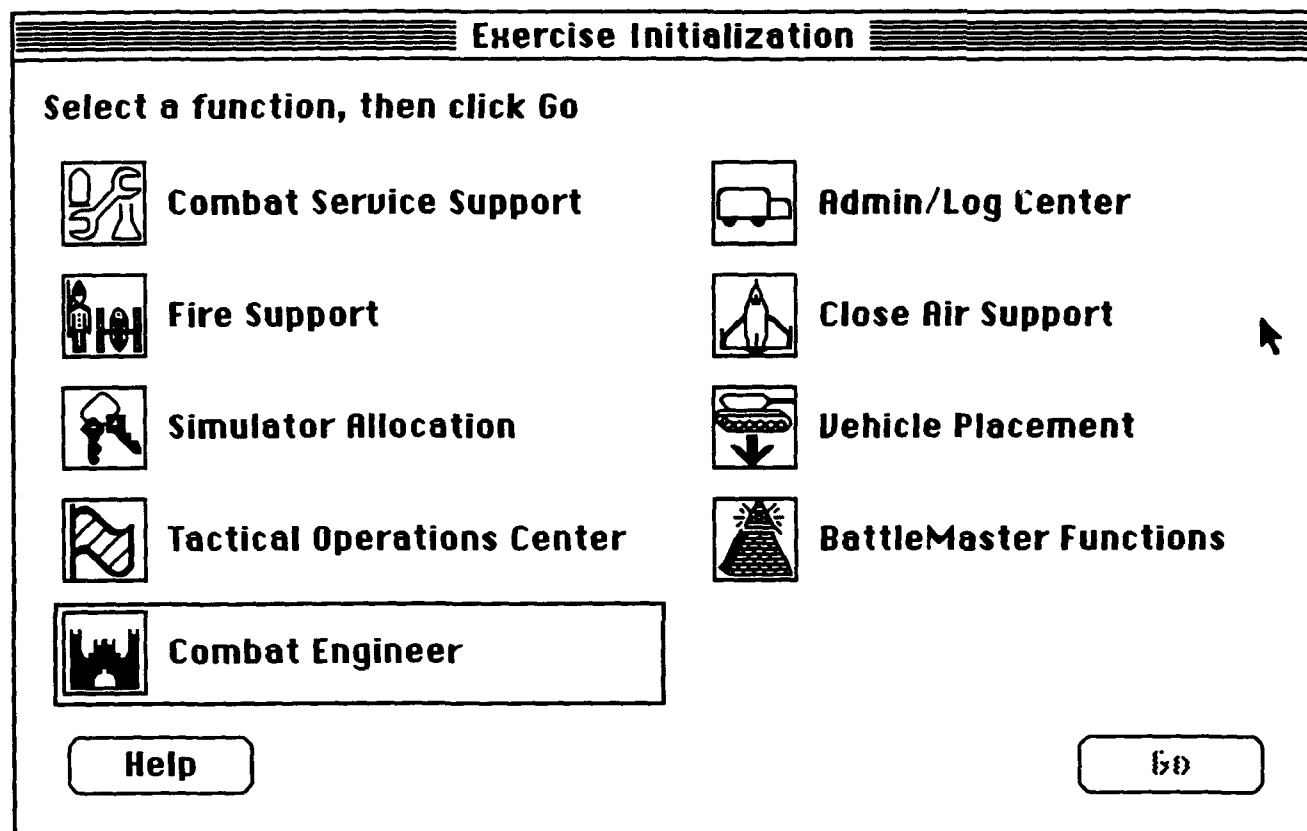 Exercise Initialization
Select a function, then click Go
Combat Service Support
Admin/Log Center
Fire Support
Close Air Support
Simulator Allocation
Vehicle Placement
Tactical Operations Center
BattleMaster Functions
Combat Engineer
Help
Go